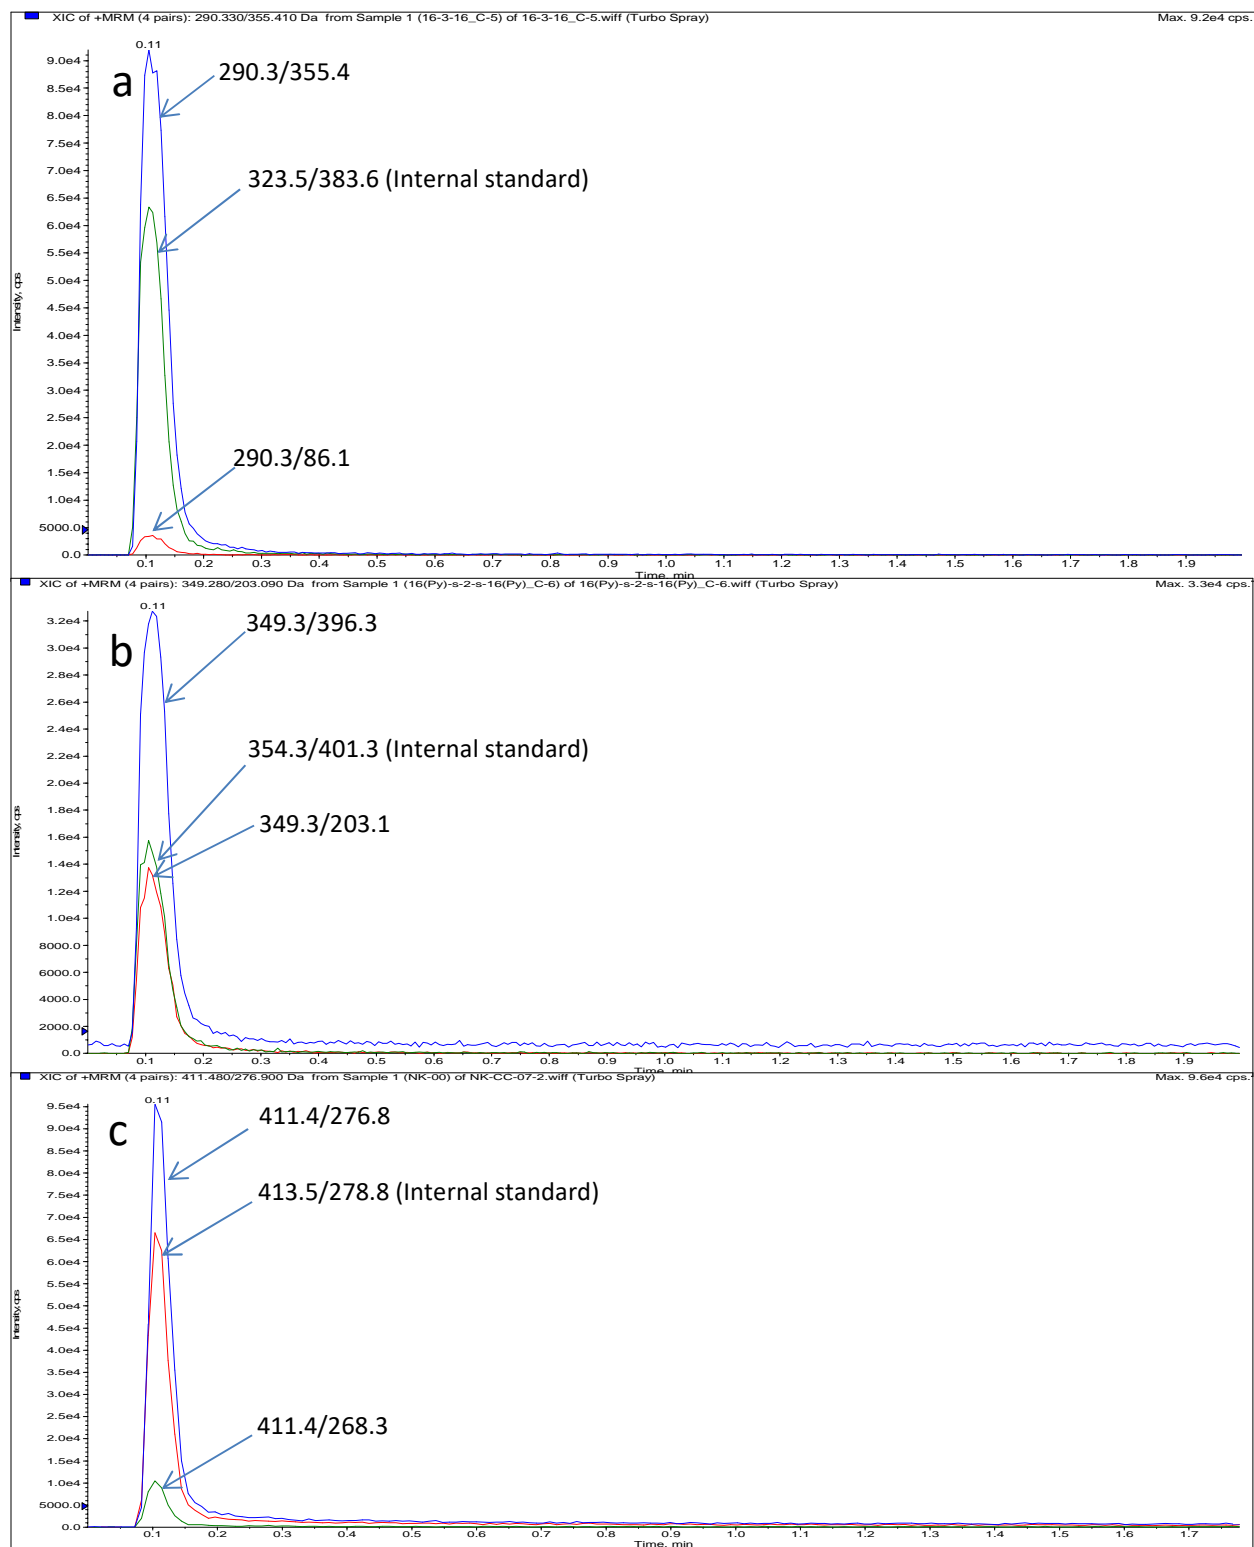 XIC of +MRM (4 pairs): 290.330/355.410 Da from Sample 1 (16-3-16_C-5) of 16-3-16_C-5.wiff (Turbo Spray) Max. 9.2e4 cps.
0.11
a
290.3/355.4
323.5/383.6 (Internal standard)
290.3/86.1
9.0e4
8.5e4
8.0e4
7.5e4
7.0e4
6.5e4
6.0e4
5.5e4
5.0e4
4.5e4
4.0e4
3.5e4
3.0e4
2.5e4
2.0e4
1.5e4
1.0e4
5000.0
0.0
Intensity, cps
0.1 0.2 0.3 0.4 0.5 0.6 0.7 0.8 0.9 1.0 1.1 1.2 1.3 1.4 1.5 1.6 1.7 1.8 1.9
Time, min
XIC of +MRM (4 pairs): 349.280/203.090 Da from Sample 1 (16(Py)-s-2-s-16(Py)_C-6) of 16(Py)-s-2-s-16(Py)_C-6.wiff (Turbo Spray) Max. 3.3e4 cps.
0.11
b
349.3/396.3
354.3/401.3 (Internal standard)
349.3/203.1
3.2e4
3.0e4
2.8e4
2.6e4
2.4e4
2.2e4
2.0e4
1.8e4
1.6e4
1.4e4
1.2e4
1.0e4
8000.0
6000.0
4000.0
2000.0
0.0
Intensity, cps
0.1 0.2 0.3 0.4 0.5 0.6 0.7 0.8 0.9 1.0 1.1 1.2 1.3 1.4 1.5 1.6 1.7 1.8 1.9
Time, min
XIC of +MRM (4 pairs): 411.480/276.900 Da from Sample 1 (NK-00) of NK-CC-07-2.wiff (Turbo Spray) Max. 9.6e4 cps.
0.11
c
411.4/276.8
413.5/278.8 (Internal standard)
411.4/268.3
9.5e4
9.0e4
8.5e4
8.0e4
7.5e4
7.0e4
6.5e4
6.0e4
5.5e4
5.0e4
4.5e4
4.0e4
3.5e4
3.0e4
2.5e4
2.0e4
1.5e4
1.0e4
5000.0
0.0
Intensity, cps
0.1 0.2 0.3 0.4 0.5 0.6 0.7 0.8 0.9 1.0 1.1 1.2 1.3 1.4 1.5 1.6 1.7
Time, min